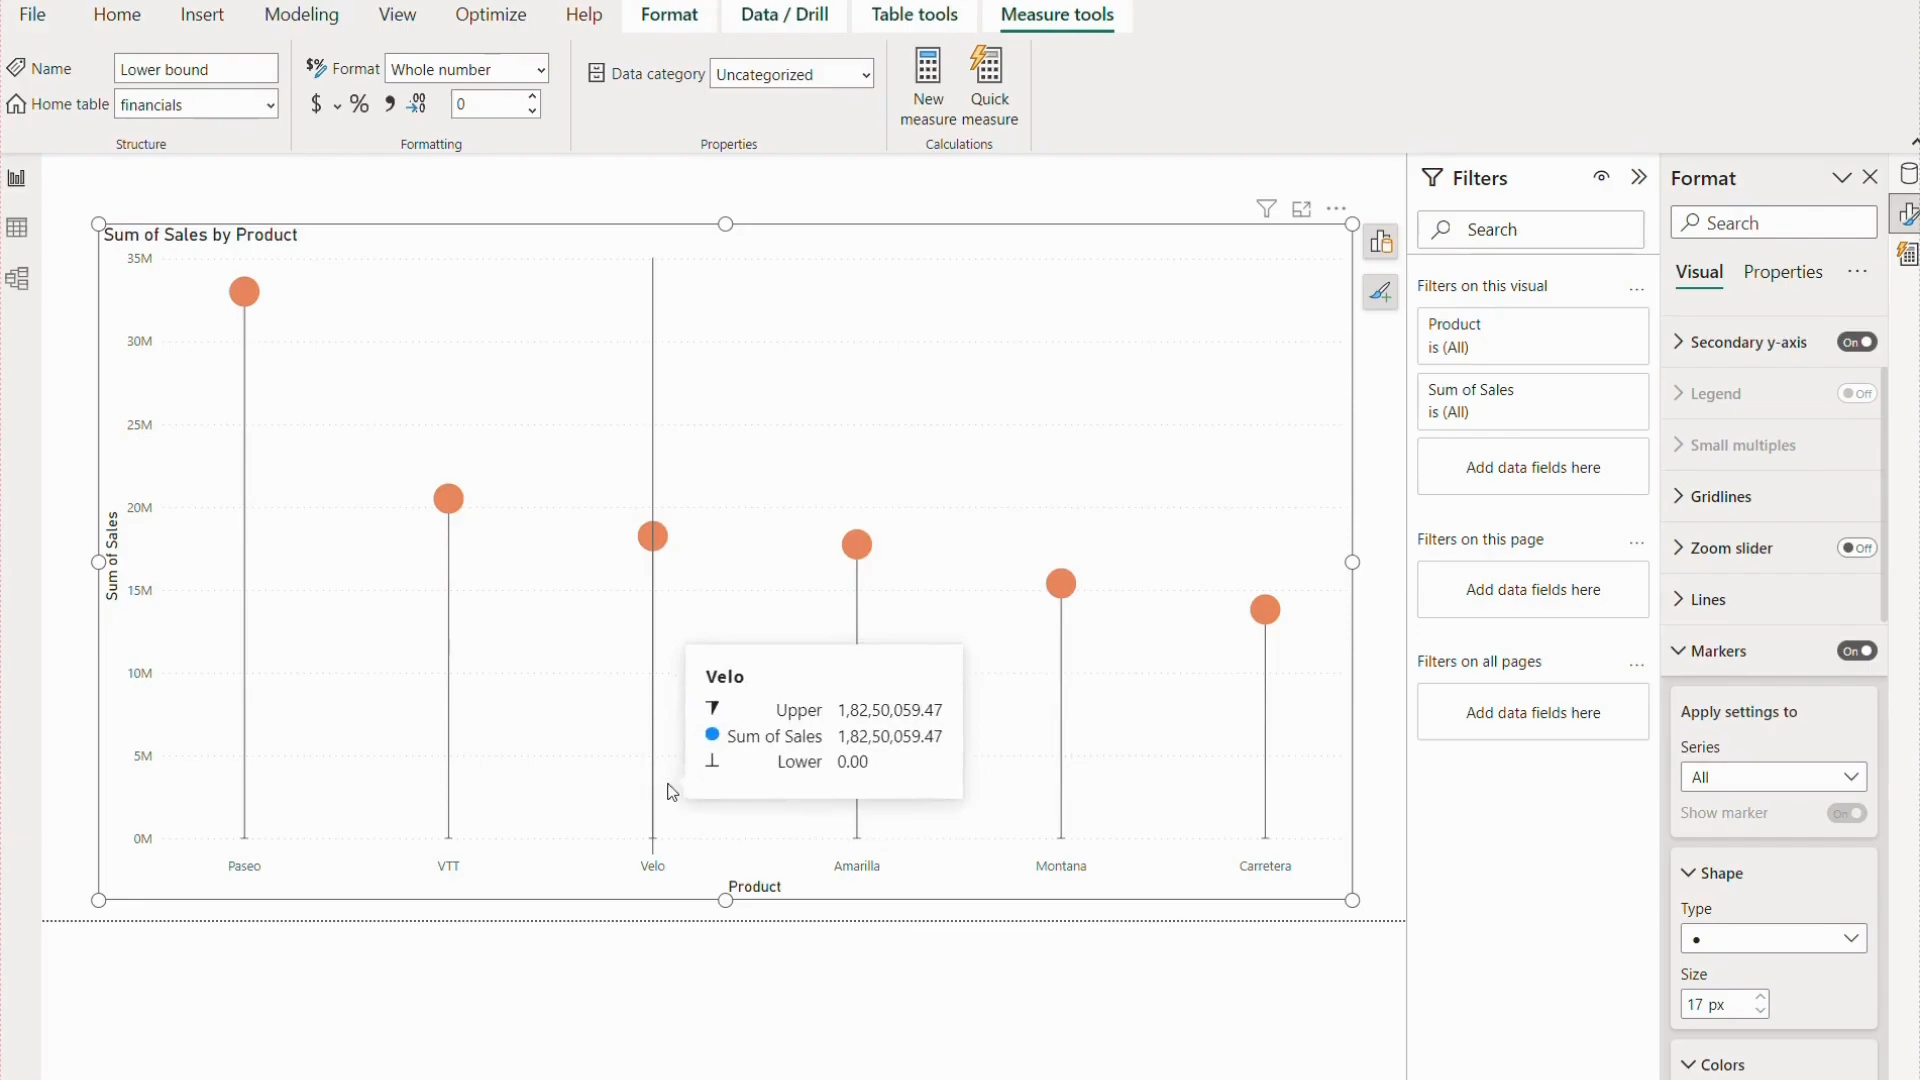 File Home Insert Modeling View Optimize Help Format Data / Drill Table tools Measure tools
Name Lower bound
Home table financials
Structure
Format Whole number
$ % 9 .00 0
Formatting
Data category Uncategorized
Properties
New measure
Quick measure
Calculations
Sum of Sales by Product
35M
30M
25M
20M
15M
10M
5M
0M
Sum of Sales
Paseo VTT Velo Amarilla Montana Carretera
Product
Velo
Upper 1,82,50,059.47
Sum of Sales 1,82,50,059.47
Lower 0.00
Filters
Search
Filters on this visual ...
Product
is (All)
Sum of Sales
is (All)
Add data fields here
Filters on this page ...
Add data fields here
Filters on all pages ...
Add data fields here
Format
Search
Visual Properties ...
Secondary y-axis On
Legend Off
Small multiples
Gridlines
Zoom slider Off
Lines
Markers On
Apply settings to
Series
All
Show marker On
Shape
Type
Size
17 px
Colors